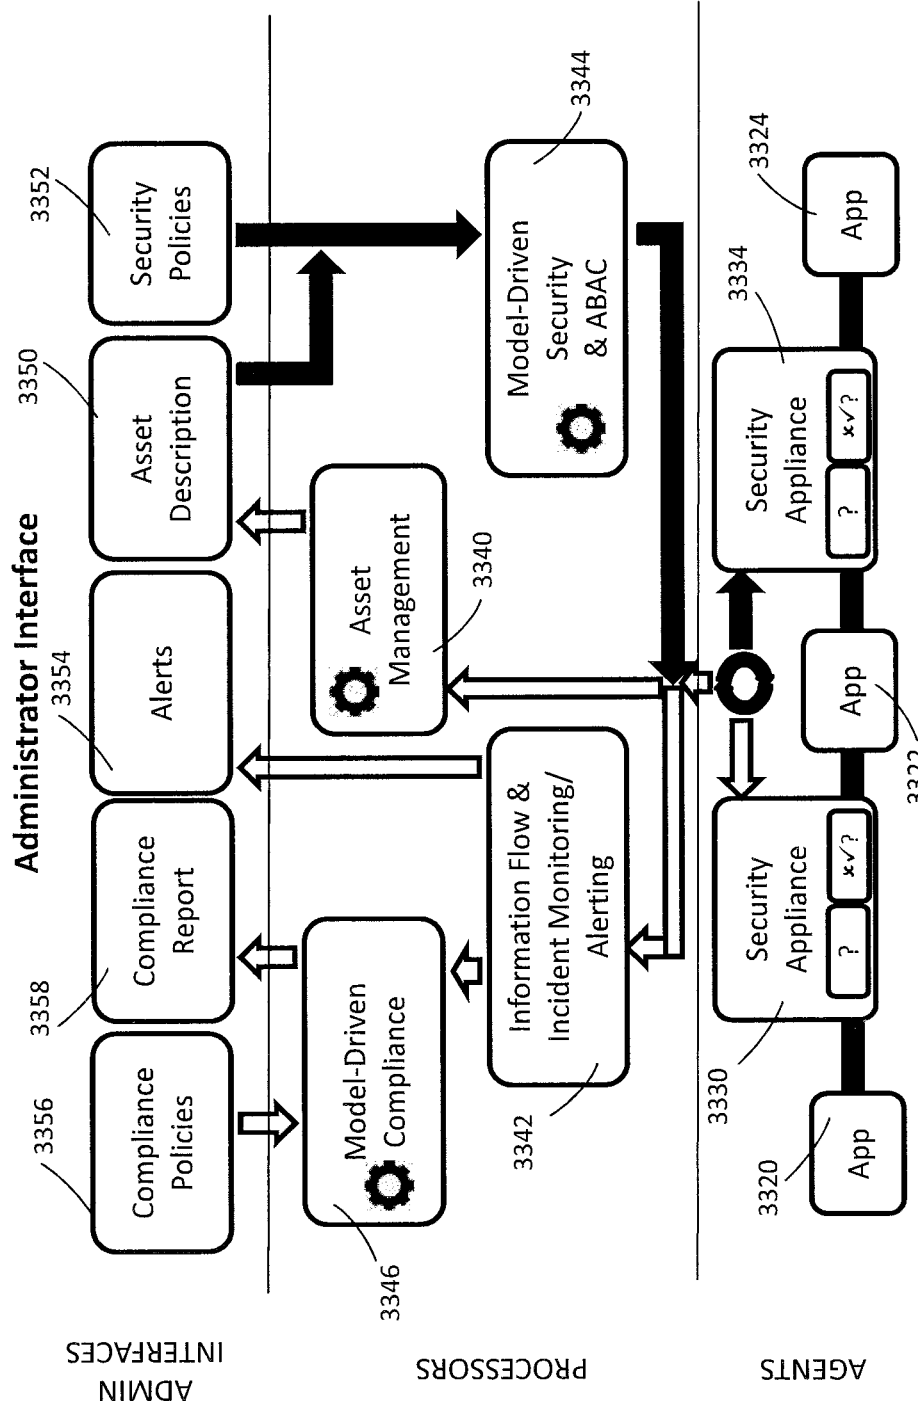 Administrator Interface
ADMIN
INTERFACES
3356
Compliance
Policies
3358
Compliance
Report
3354
Alerts
3350
Asset
Description
3352
Security
Policies
PROCESSORS
3346
Model-Driven
Compliance
Asset
Management
3340
3342
Information Flow &
Incident Monitoring/
Alerting
Model-Driven
Security
& ABAC
3344
AGENTS
3320
App
3330
Security
Appliance
?
×✓?
App
3322
Security
Appliance
?
×✓?
3334
App
3324